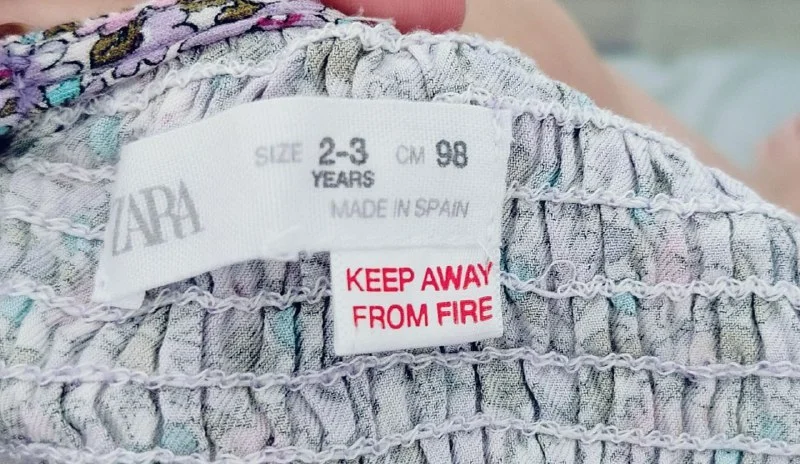 ZARA
SIZE 2-3 YEARS CM 98
MADE IN SPAIN
KEEP AWAY
FROM FIRE